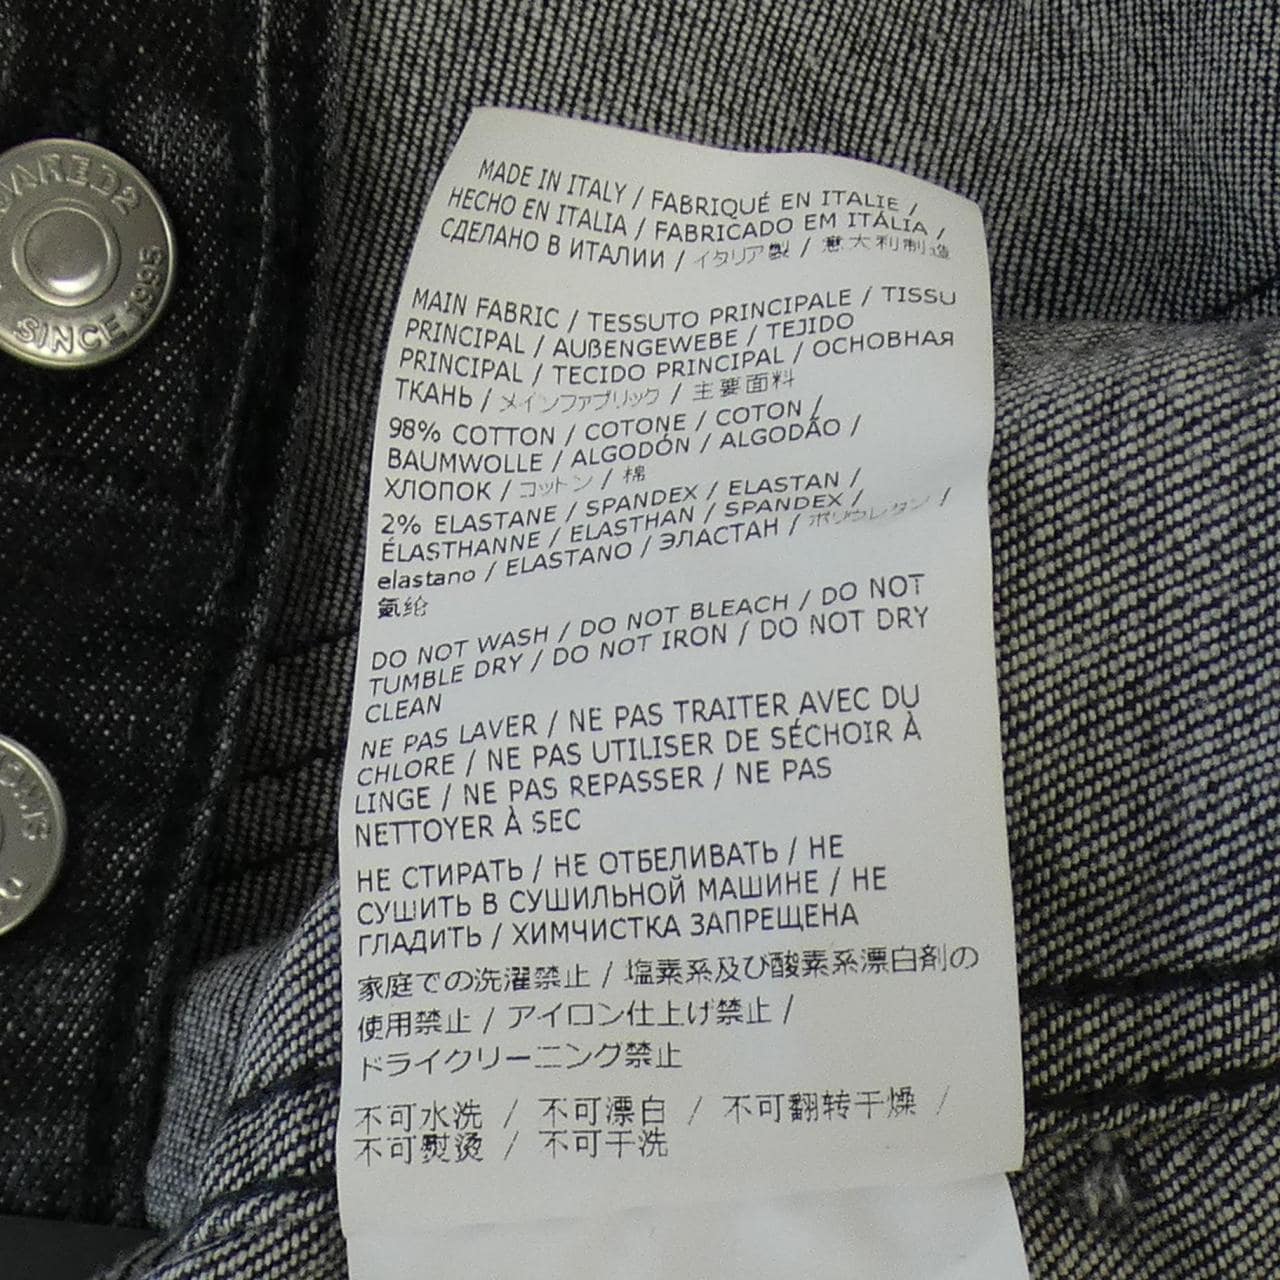 SINCE 1995
MADE IN ITALY / FABRIQUÉ EN ITALIE /
HECHO EN ITALIA / FABRICADO EM ITÁLIA /
СДЕЛАНО В ИТАЛИИ / イタリア製 / 意大利制造
MAIN FABRIC / TESSUTO PRINCIPALE / TISSU
PRINCIPAL / AUßENGEWEBE / TEJIDO
PRINCIPAL / TECIDO PRINCIPAL / ОСНОВНАЯ
ТКАНЬ / メインファブリック / 主要面料
98% COTTON / COTONE / COTON /
BAUMWOLLE / ALGODÓN / ALGODÃO /
ХЛОПОК / コットン / 棉
2% ELASTANE / SPANDEX / ELASTAN /
ÉLASTHANNE / ELASTHAN / SPANDEX /
elastano / ELASTANO / ЭЛАСТАН / ポリウレタン /
氨纶
DO NOT WASH / DO NOT BLEACH / DO NOT
TUMBLE DRY / DO NOT IRON / DO NOT DRY
CLEAN
NE PAS LAVER / NE PAS TRAITER AVEC DU
CHLORE / NE PAS UTILISER DE SÉCHOIR À
LINGE / NE PAS REPASSER / NE PAS
NETTOYER À SEC
НЕ СТИРАТЬ / НЕ ОТБЕЛИВАТЬ / НЕ
СУШИТЬ В СУШИЛЬНОЙ МАШИНЕ / НЕ
ГЛАДИТЬ / ХИМЧИСТКА ЗАПРЕЩЕНА
家庭での洗濯禁止 / 塩素系及び酸素系漂白剤の
使用禁止 / アイロン仕上げ禁止 /
ドライクリーニング禁止
不可水洗 / 不可漂白 / 不可翻转干燥 /
不可熨烫 / 不可干洗